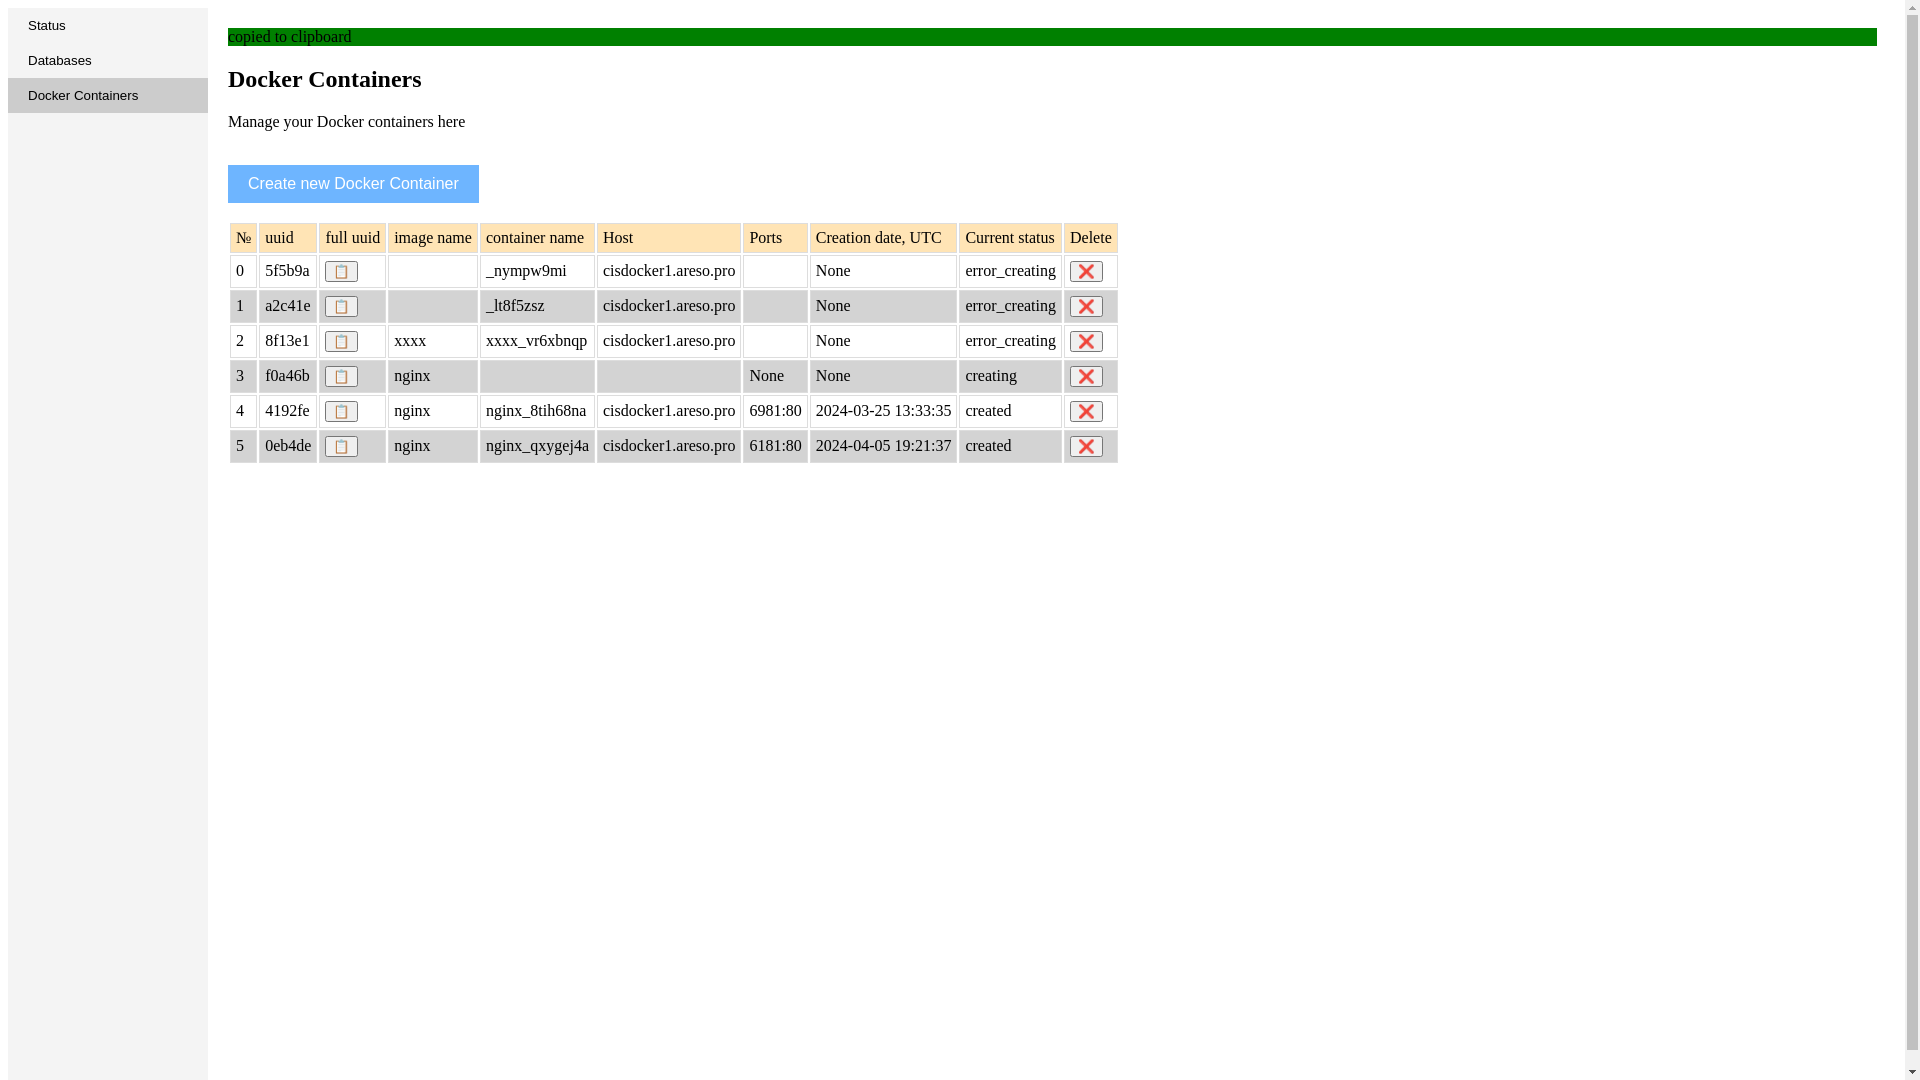 Status
Databases
Docker Containers
copied to clipboard
Docker Containers
Manage your Docker containers here
Create new Docker Container
№ uuid full uuid image name container name Host Ports Creation date, UTC Current status Delete
0 5f5b9a _nympw9mi cisdocker1.areso.pro None error_creating
1 a2c41e _lt8f5zsz cisdocker1.areso.pro None error_creating
2 8f13e1 xxxx xxxx_vr6xbnqp cisdocker1.areso.pro None error_creating
3 f0a46b nginx None None creating
4 4192fe nginx nginx_8tih68na cisdocker1.areso.pro 6981:80 2024-03-25 13:33:35 created
5 0eb4de nginx nginx_qxygej4a cisdocker1.areso.pro 6181:80 2024-04-05 19:21:37 created